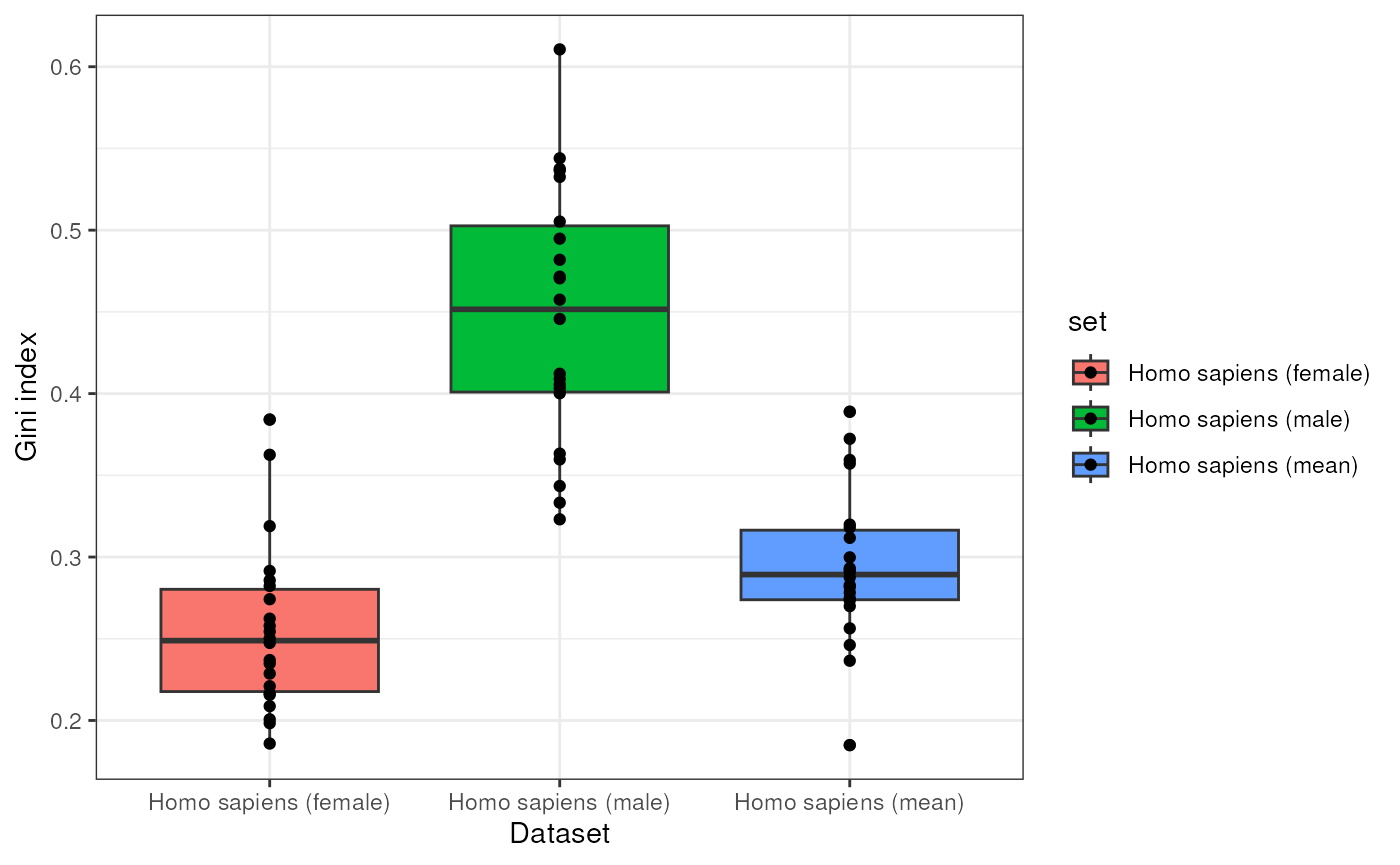 Gini index
0.6
0.5
0.4
0.3
0.2
Homo sapiens (female)
Homo sapiens (male)
Homo sapiens (mean)
Dataset
set
Homo sapiens (female)
Homo sapiens (male)
Homo sapiens (mean)